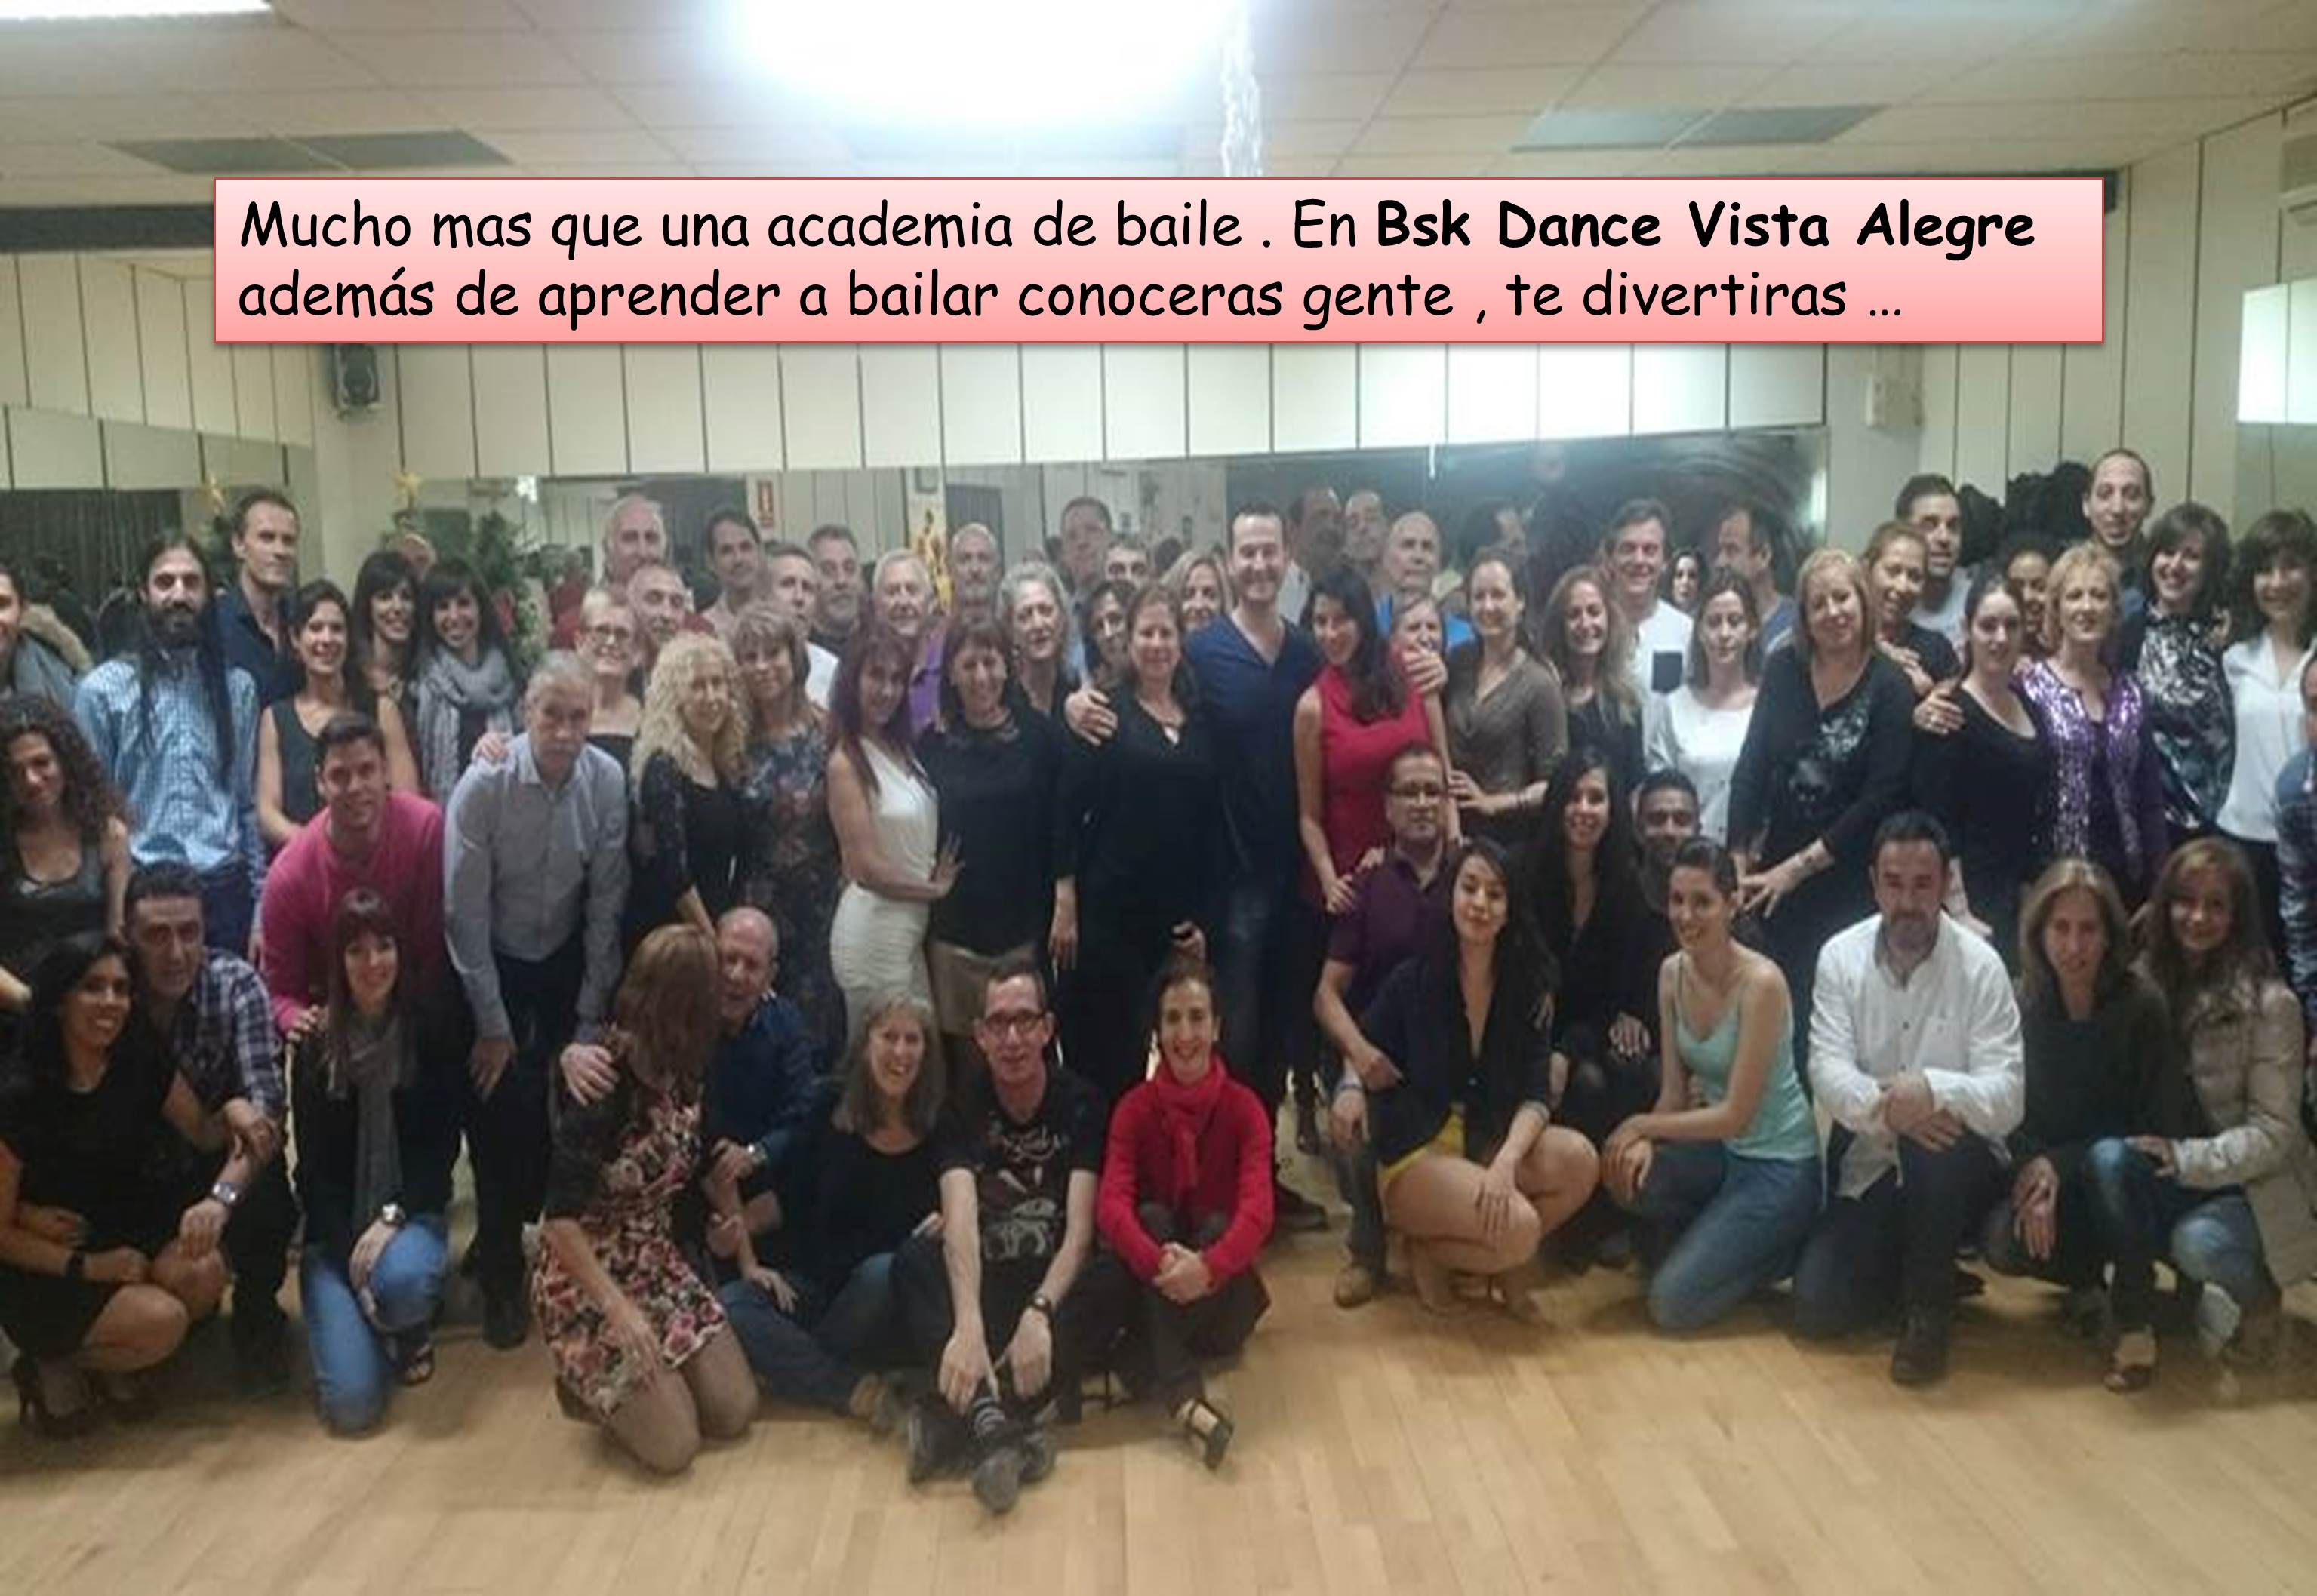 Mucho mas que una academia de baile . En Bsk Dance Vista Alegre
además de aprender a bailar conoceras gente , te divertiras ...